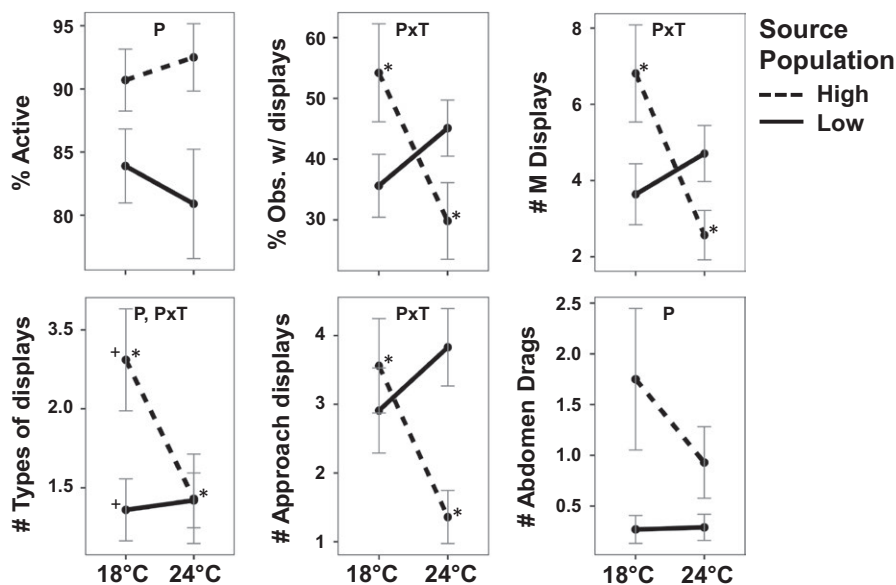 % Active
95
90
85
80
P
% Obs. w/ displays
60
50
40
30
PxT
*
*
# M Displays
8
6
4
2
PxT
*
*
Source
Population
High
Low
# Types of displays
3.5
2.0
1.5
P, PxT
+ *
+
*
18°C 24°C
# Approach displays
4
3
2
1
PxT
*
*
18°C 24°C
# Abdomen Drags
2.5
2.0
1.5
1.0
0.5
P
18°C 24°C